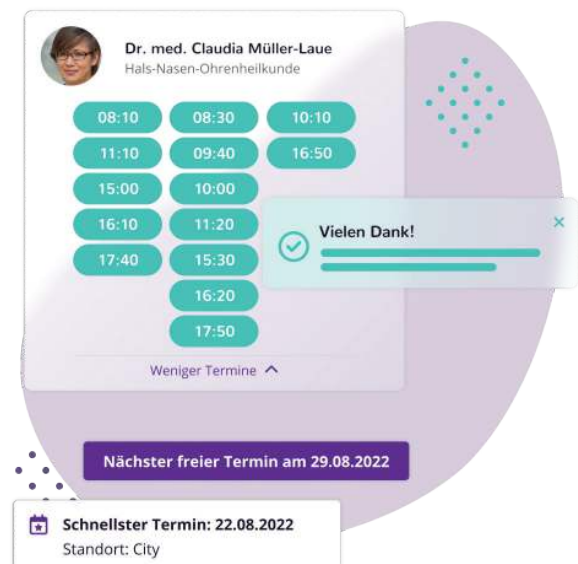 Dr. med. Claudia Müller-Laue
Hals-Nasen-Ohrenheilkunde
08:10 08:30 10:10
11:10 09:40 16:50
15:00 10:00
16:10 11:20
17:40 15:30
16:20
17:50
Vielen Dank!
Weniger Termine
Nächster freier Termin am 29.08.2022
Schnellster Termin: 22.08.2022
Standort: City